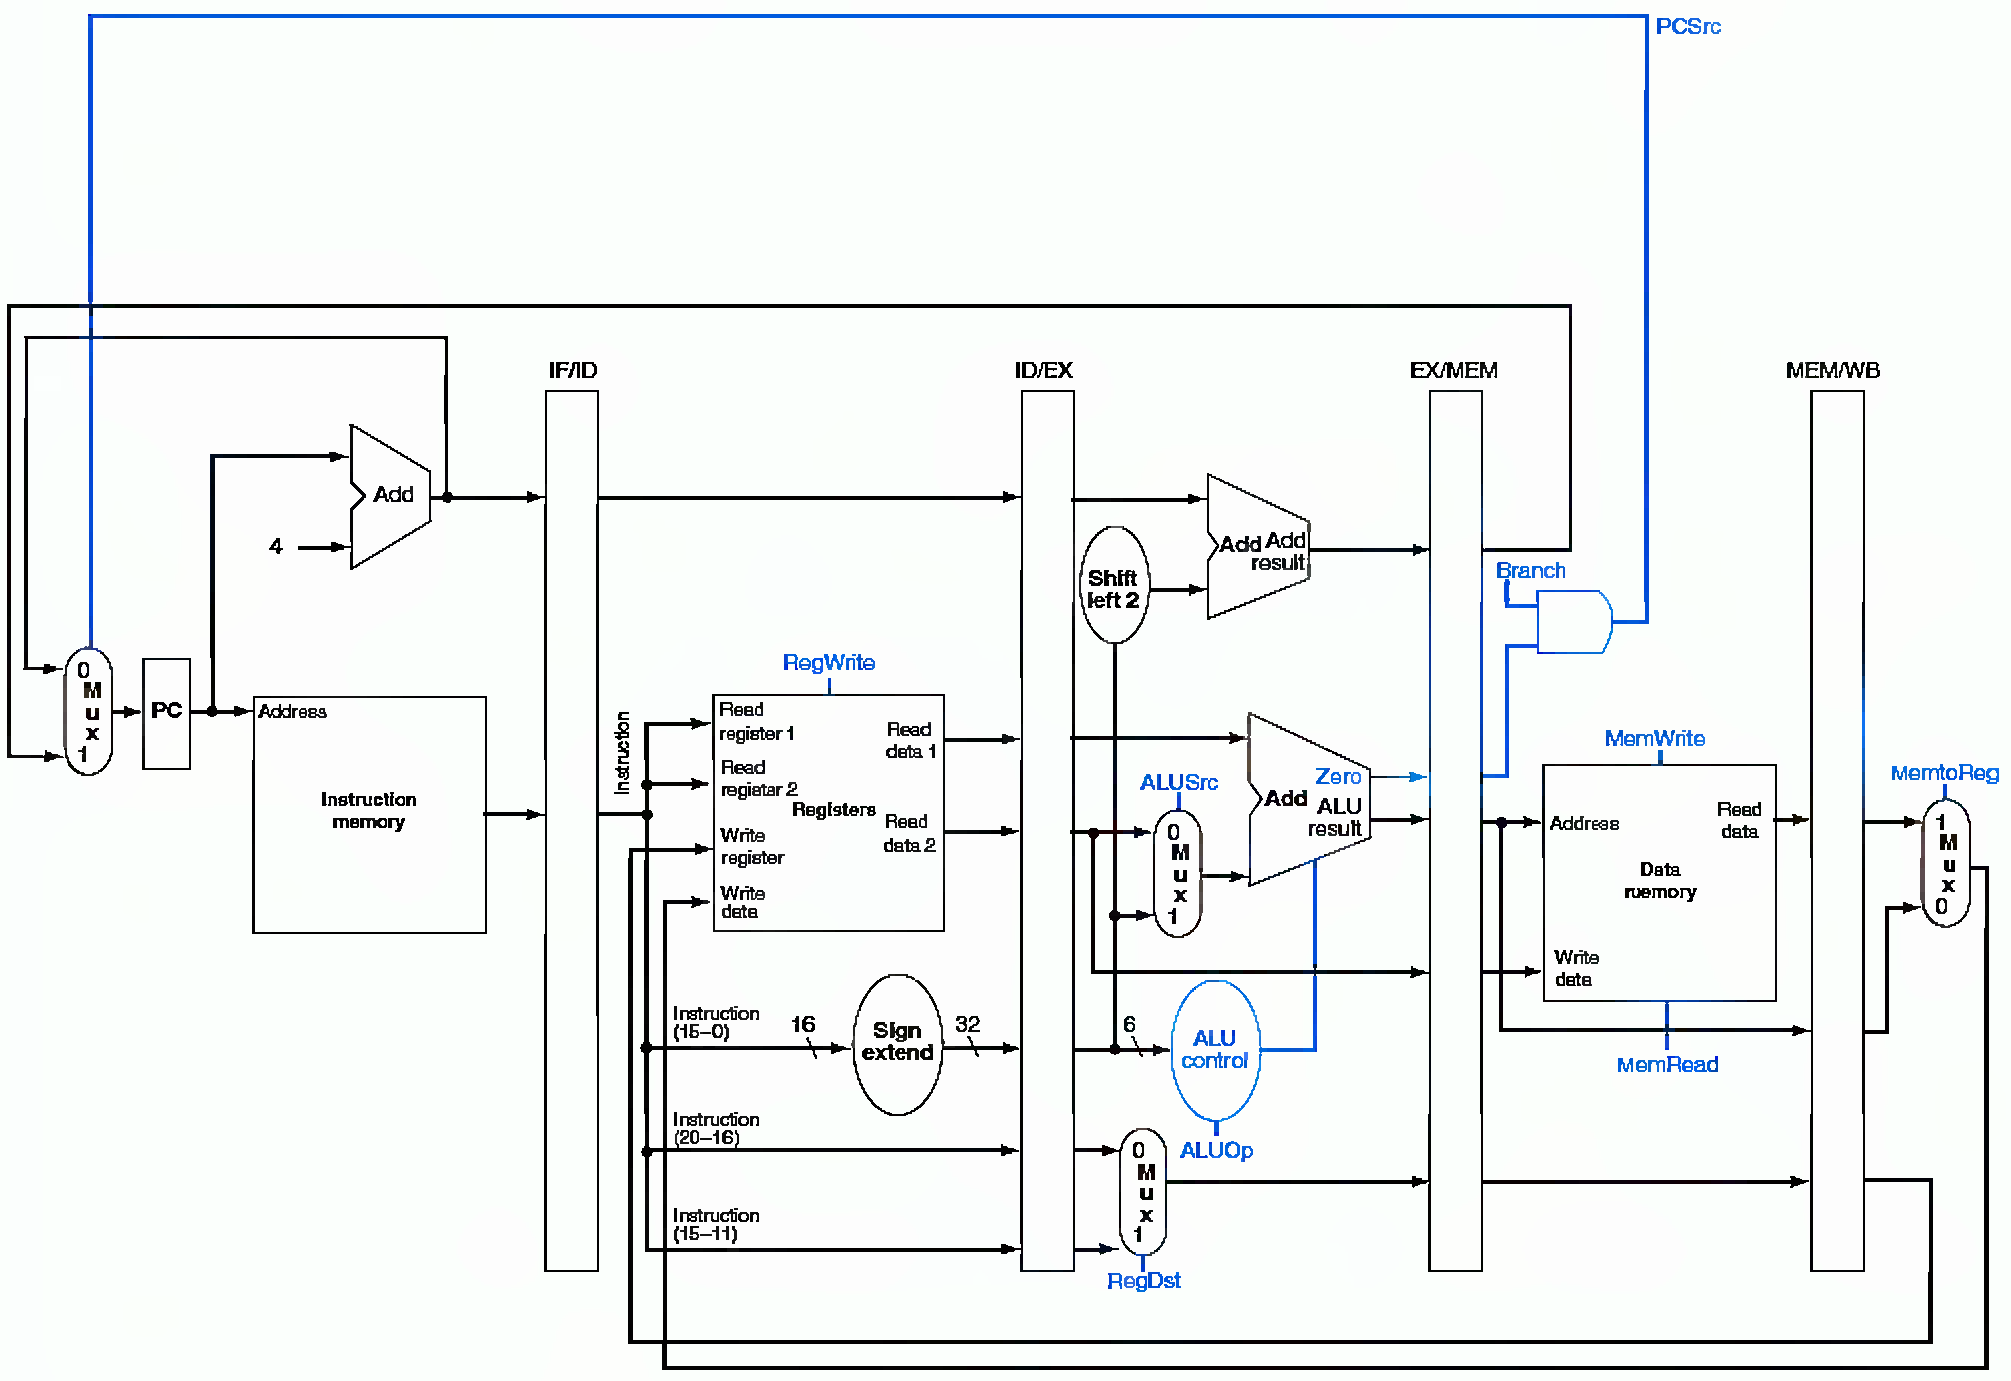 PCSrc
IF/ID
ID/EX
EX/MEM
MEM/WB
Add
4
Add Add
result
Shift
left 2
Branch
0
M
u
x
1
PC
Address
Instruction
memory
Instruction
RegWrite
Read
register 1
Read
registar 2
Write
register
Write
data
Registers
Read
data 1
Read
data 2
ALUSrc
0
M
u
x
1
Add
Zero
ALU
result
MemWrite
Address
Read
data
Data
ruemory
Write
data
MemRead
MemtoReg
1
M
u
x
0
Instruction
(15–0)
16
Sign
extend
32
6
ALU
control
ALUOp
Instruction
(20–16)
Instruction
(15–11)
0
M
u
x
1
RegDst